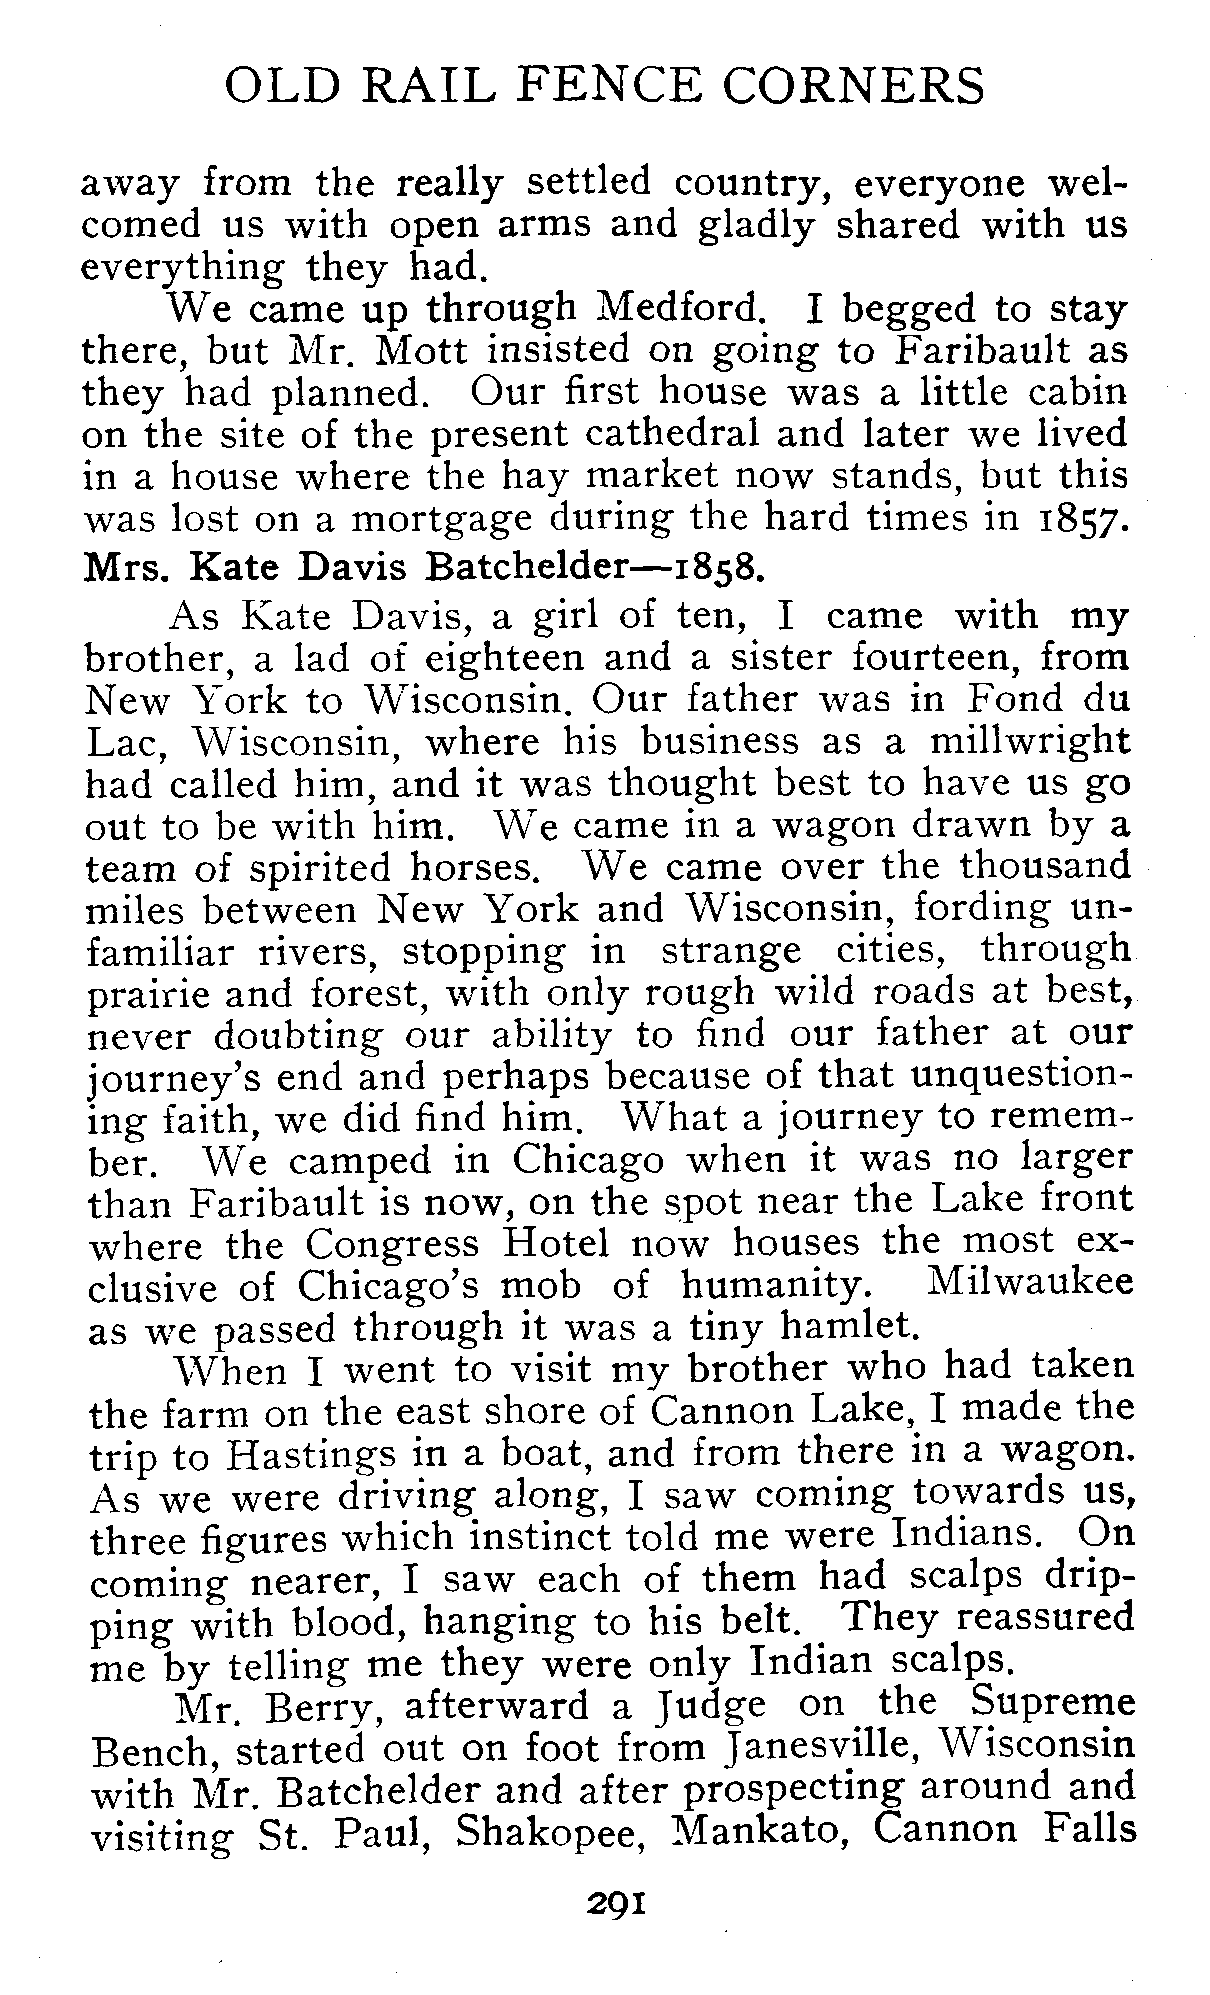 OLD RAIL FENCE CORNERS
away from the really settled country, everyone wel-
comed us with open arms and gladly shared with us
everything they had.
We came up through Medford. I begged to stay
there, but Mr. Mott insisted on going to Faribault as
they had planned. Our first house was a little cabin
on the site of the present cathedral and later we lived
in a house where the hay market now stands, but this
was lost on a mortgage during the hard times in 1857.
Mrs. Kate Davis Batchelder—1858.
As Kate Davis, a girl of ten, I came with my
brother, a lad of eighteen and a sister fourteen, from
New York to Wisconsin. Our father was in Fond du
Lac, Wisconsin, where his business as a millwright
had called him, and it was thought best to have us go
out to be with him. We came in a wagon drawn by a
team of spirited horses. We came over the thousand
miles between New York and Wisconsin, fording un-
familiar rivers, stopping in strange cities, through
prairie and forest, with only rough wild roads at best,
never doubting our ability to find our father at our
journey's end and perhaps because of that unquestion-
ing faith, we did find him. What a journey to remem-
ber. We camped in Chicago when it was no larger
than Faribault is now, on the spot near the Lake front
where the Congress Hotel now houses the most ex-
clusive of Chicago's mob of humanity. Milwaukee
as we passed through it was a tiny hamlet.
When I went to visit my brother who had taken
the farm on the east shore of Cannon Lake, I made the
trip to Hastings in a boat, and from there in a wagon.
As we were driving along, I saw coming towards us,
three figures which instinct told me were Indians. On
coming nearer, I saw each of them had scalps drip-
ping with blood, hanging to his belt. They reassured
me by telling me they were only Indian scalps.
Mr. Berry, afterward a Judge on the Supreme
Bench, started out on foot from Janesville, Wisconsin
with Mr. Batchelder and after prospecting around and
visiting St. Paul, Shakopee, Mankato, Cannon Falls
291